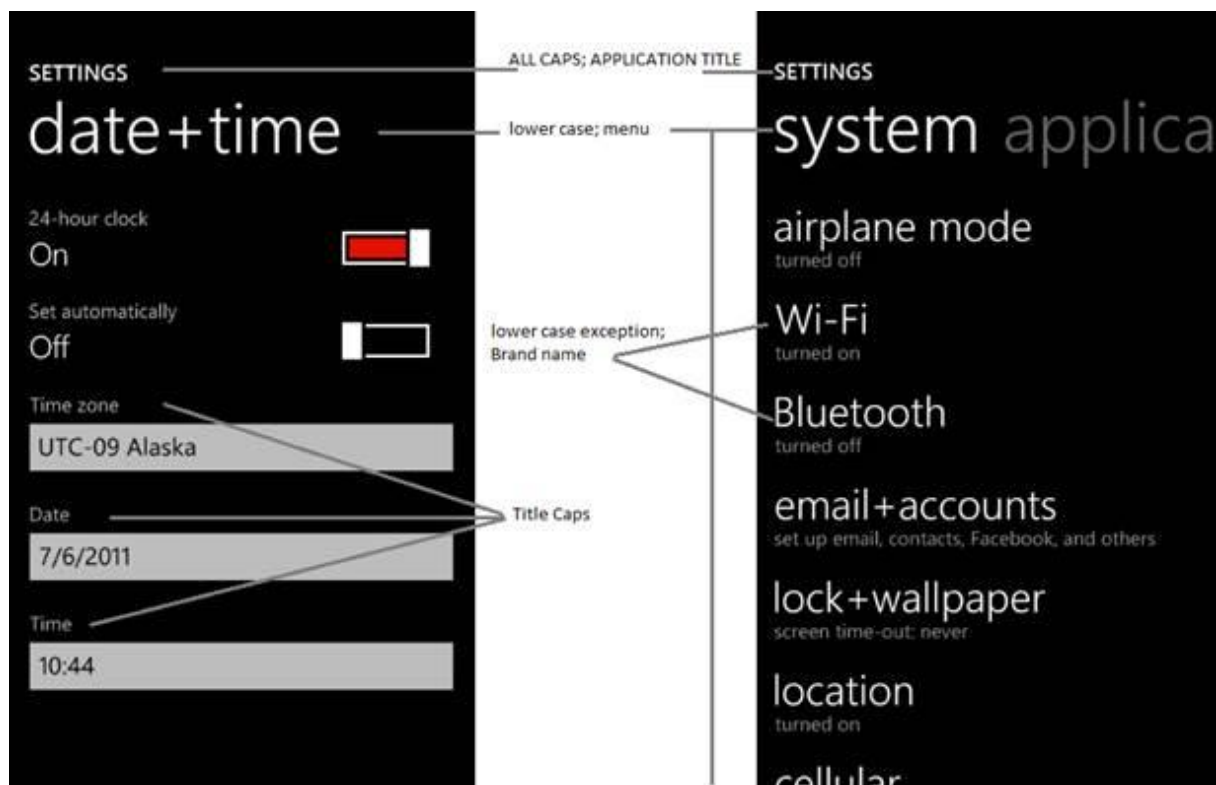 SETTINGS
date+time
24-hour clock
On
Set automatically
Off
Time zone
UTC-09 Alaska
Date
7/6/2011
Time
10:44
ALL CAPS; APPLICATION TITLE
lower case; menu
lower case exception;
Brand name
Title Caps
SETTINGS
system applica
airplane mode
turned off
Wi-Fi
turned on
Bluetooth
turned off
email+accounts
set up email, contacts, Facebook, and others
lock+wallpaper
screen time-out: never
location
turned on
cellular